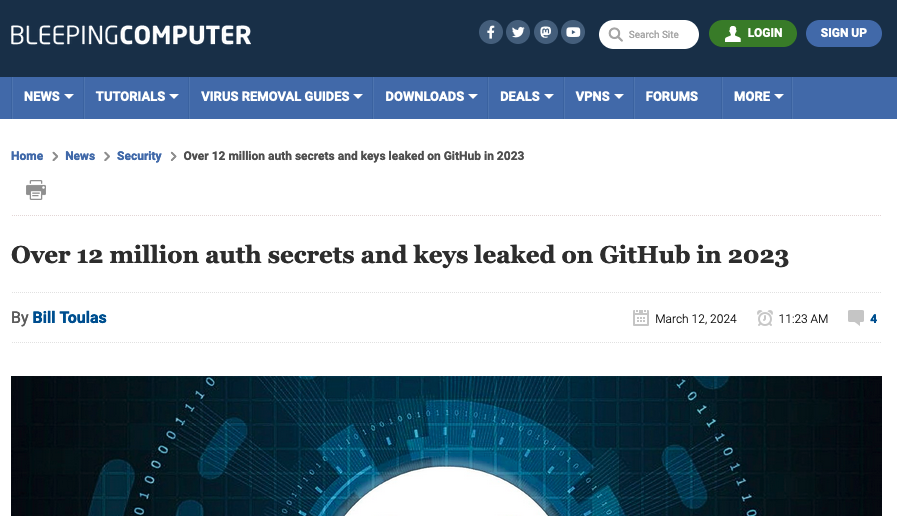 BLEEPINGCOMPUTER
Search Site
LOGIN
SIGN UP
NEWS TUTORIALS VIRUS REMOVAL GUIDES DOWNLOADS DEALS VPNS FORUMS MORE
Home > News > Security > Over 12 million auth secrets and keys leaked on GitHub in 2023
Over 12 million auth secrets and keys leaked on GitHub in 2023
By Bill Toulas
March 12, 2024 11:23 AM 4